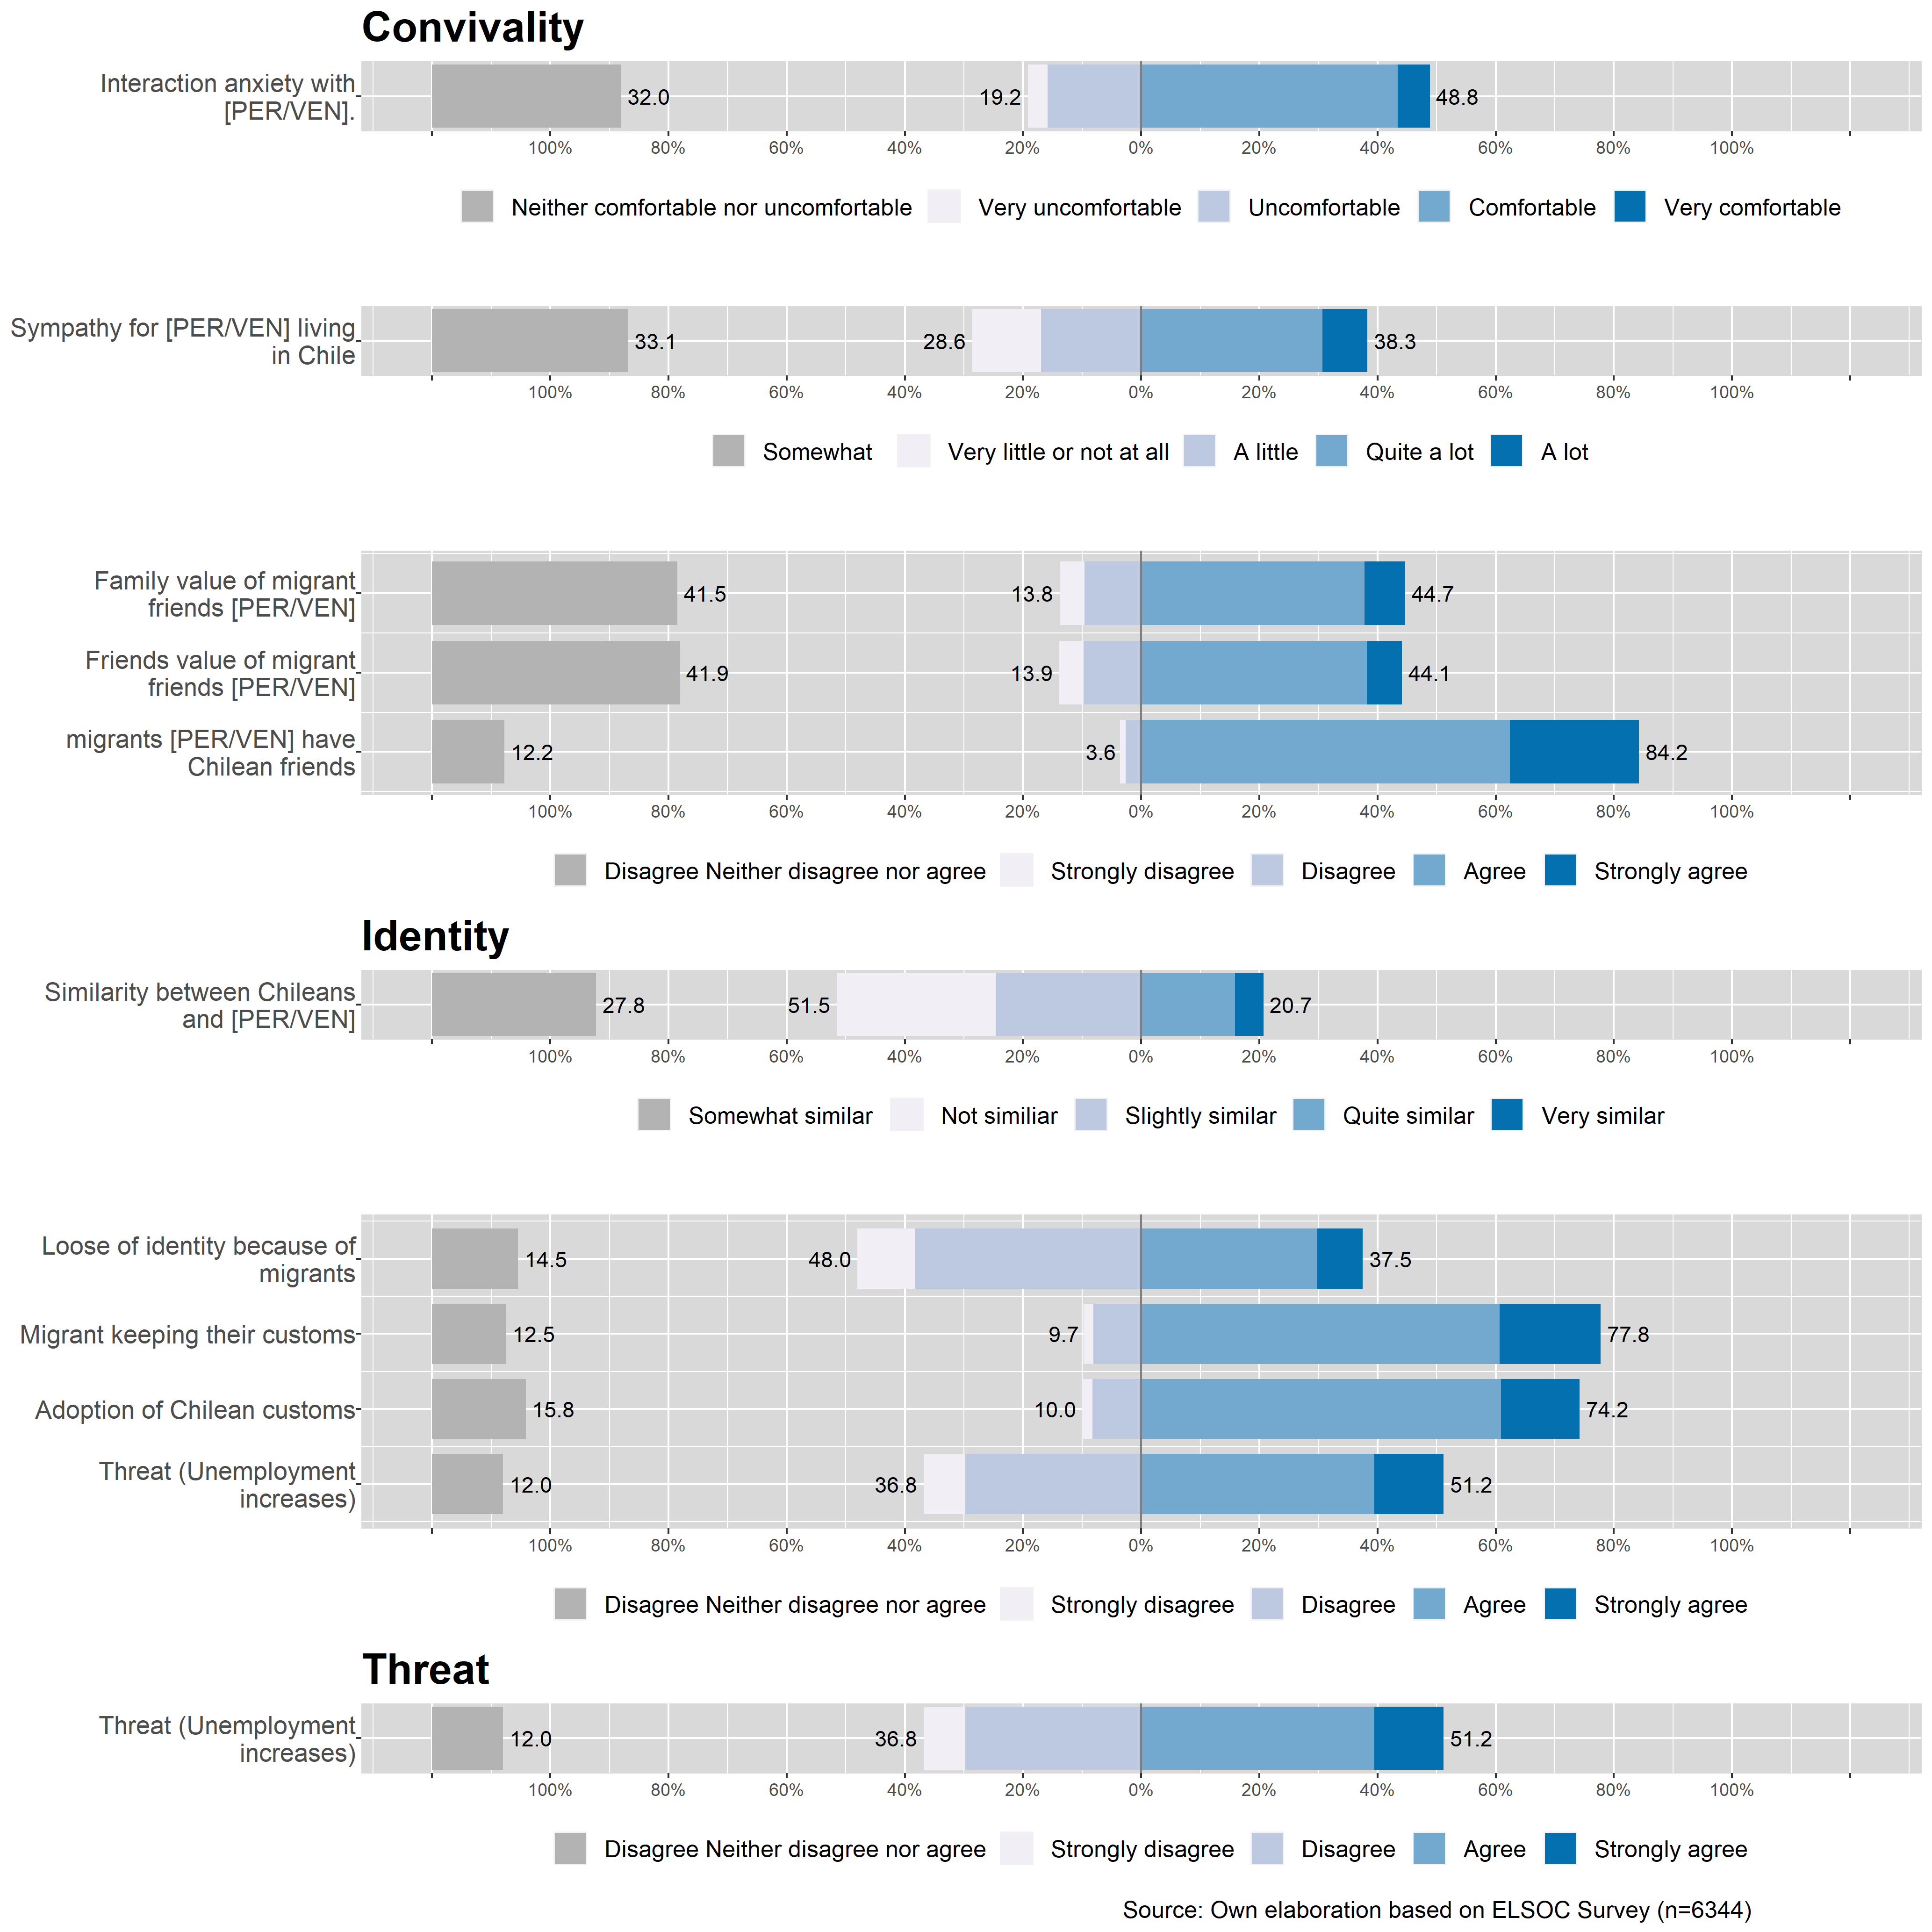 Convivality
Interaction anxiety with
[PER/VEN].
32.0 19.2 48.8
100% 80% 60% 40% 20% 0% 20% 40% 60% 80% 100%
Neither comfortable nor uncomfortable Very uncomfortable Uncomfortable Comfortable Very comfortable
Sympathy for [PER/VEN] living
in Chile
33.1 28.6 38.3
100% 80% 60% 40% 20% 0% 20% 40% 60% 80% 100%
Somewhat Very little or not at all A little Quite a lot A lot
Family value of migrant
friends [PER/VEN]
41.5 13.8 44.7
Friends value of migrant
friends [PER/VEN]
41.9 13.9 44.1
migrants [PER/VEN] have
Chilean friends
12.2 3.6 84.2
100% 80% 60% 40% 20% 0% 20% 40% 60% 80% 100%
Disagree Neither disagree nor agree Strongly disagree Disagree Agree Strongly agree
Identity
Similarity between Chileans
and [PER/VEN]
27.8 51.5 20.7
100% 80% 60% 40% 20% 0% 20% 40% 60% 80% 100%
Somewhat similar Not similiar Slightly similar Quite similar Very similar
Loose of identity because of
migrants
14.5 48.0 37.5
Migrant keeping their customs
12.5 9.7 77.8
Adoption of Chilean customs
15.8 10.0 74.2
Threat (Unemployment
increases)
12.0 36.8 51.2
100% 80% 60% 40% 20% 0% 20% 40% 60% 80% 100%
Disagree Neither disagree nor agree Strongly disagree Disagree Agree Strongly agree
Threat
Threat (Unemployment
increases)
12.0 36.8 51.2
100% 80% 60% 40% 20% 0% 20% 40% 60% 80% 100%
Disagree Neither disagree nor agree Strongly disagree Disagree Agree Strongly agree
Source: Own elaboration based on ELSOC Survey (n=6344)